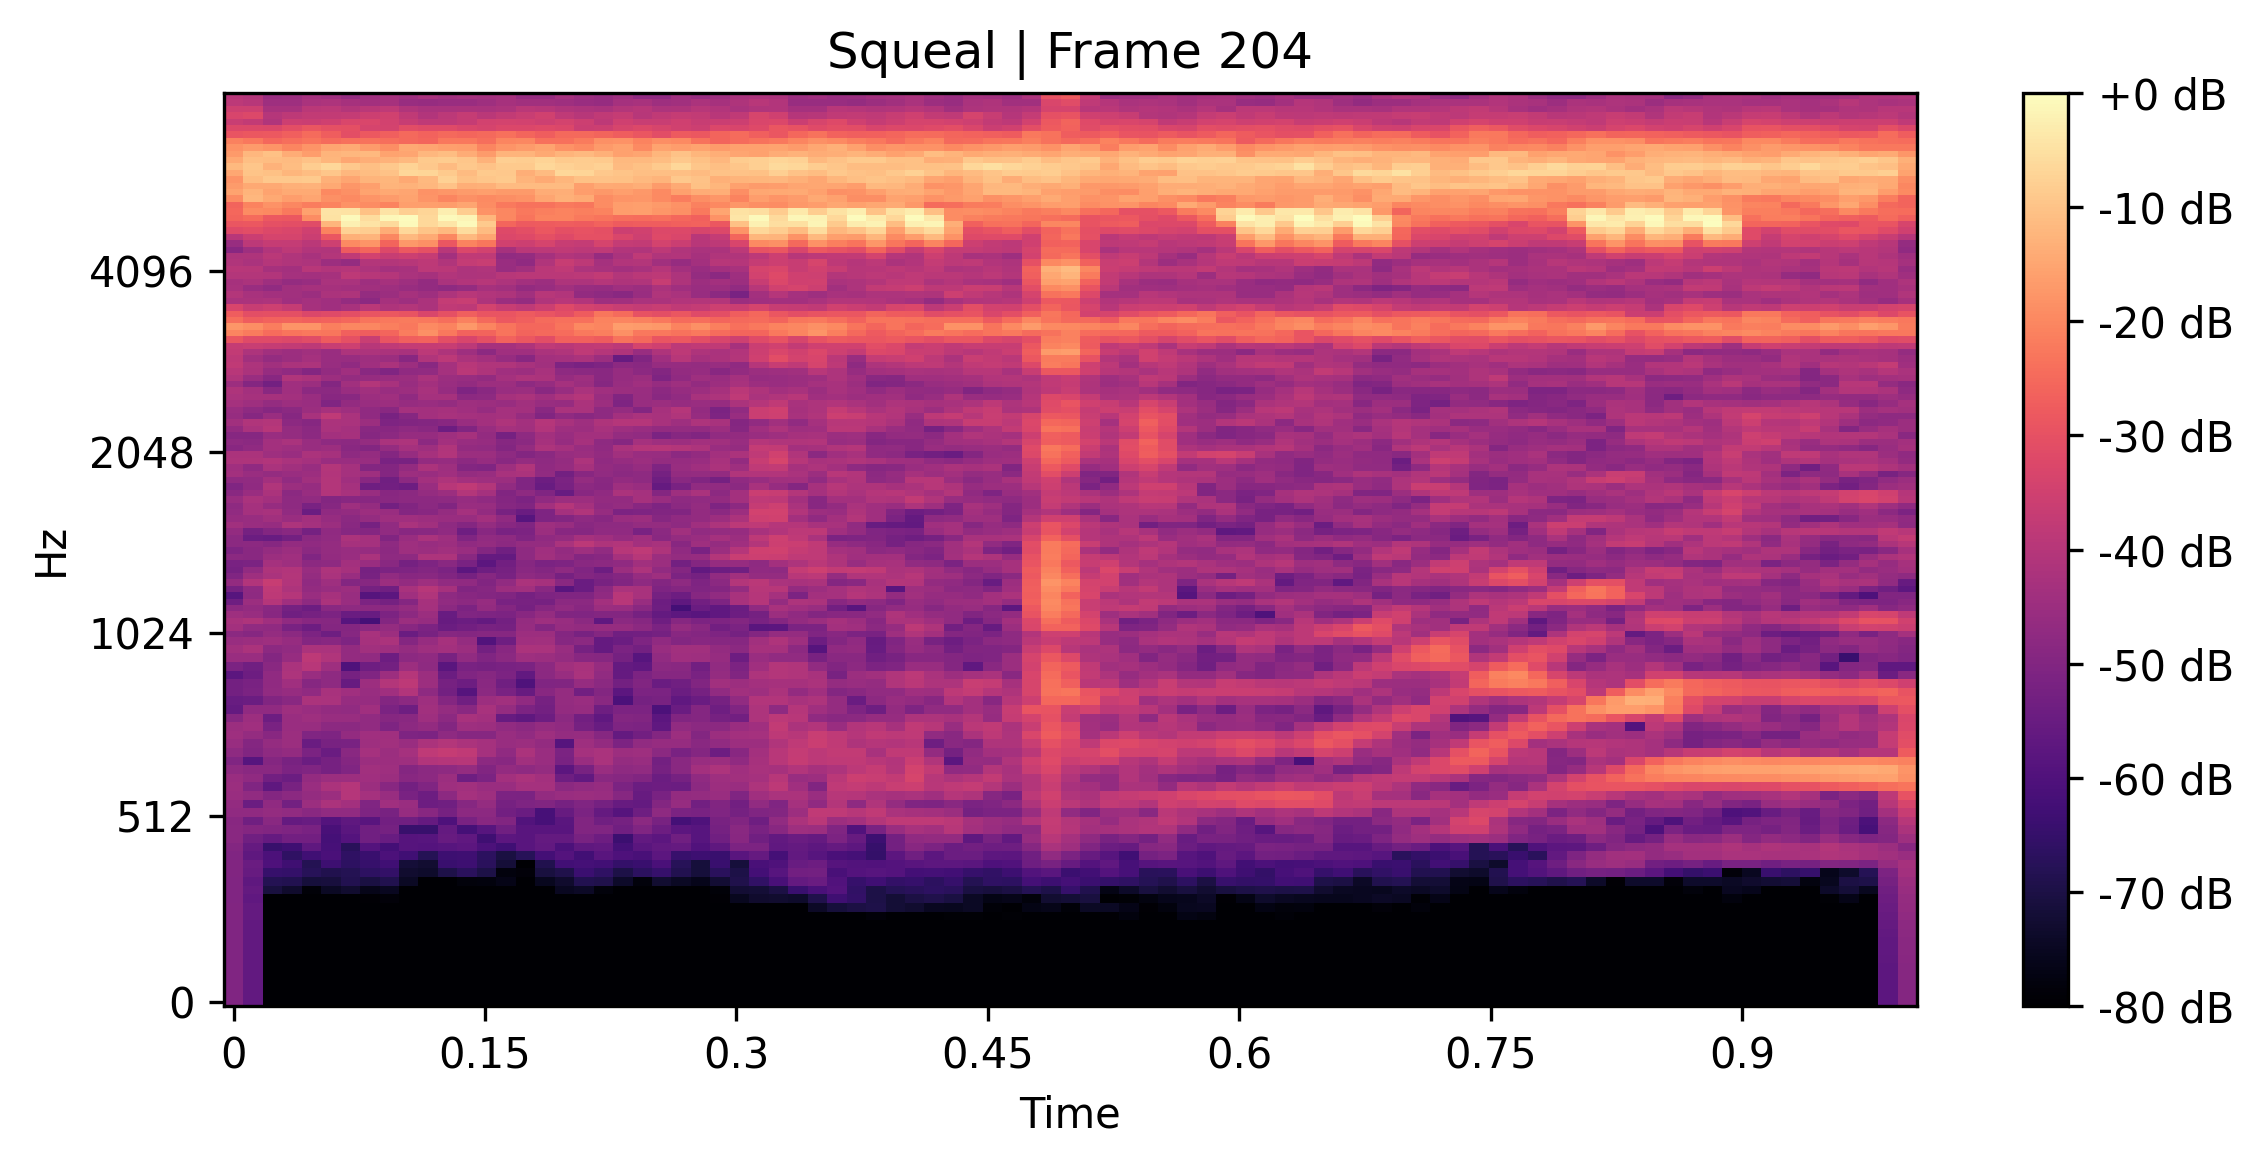 Squeal | Frame 204
+0 dB
-10 dB
-20 dB
-30 dB
-40 dB
-50 dB
-60 dB
-70 dB
-80 dB
Hz
4096
2048
1024
512
0
0 0.15 0.3 0.45 0.6 0.75 0.9
Time